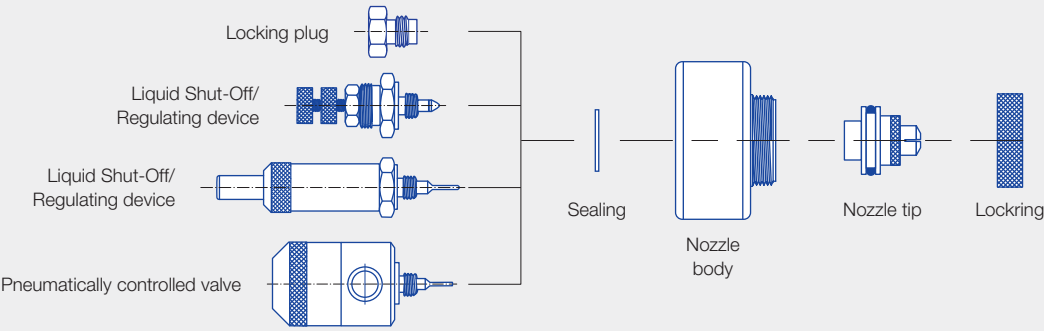 Locking plug
Liquid Shut-Off/
Regulating device
Liquid Shut-Off/
Regulating device
Pneumatically controlled valve
Sealing
Nozzle
body
Nozzle tip
Lockring